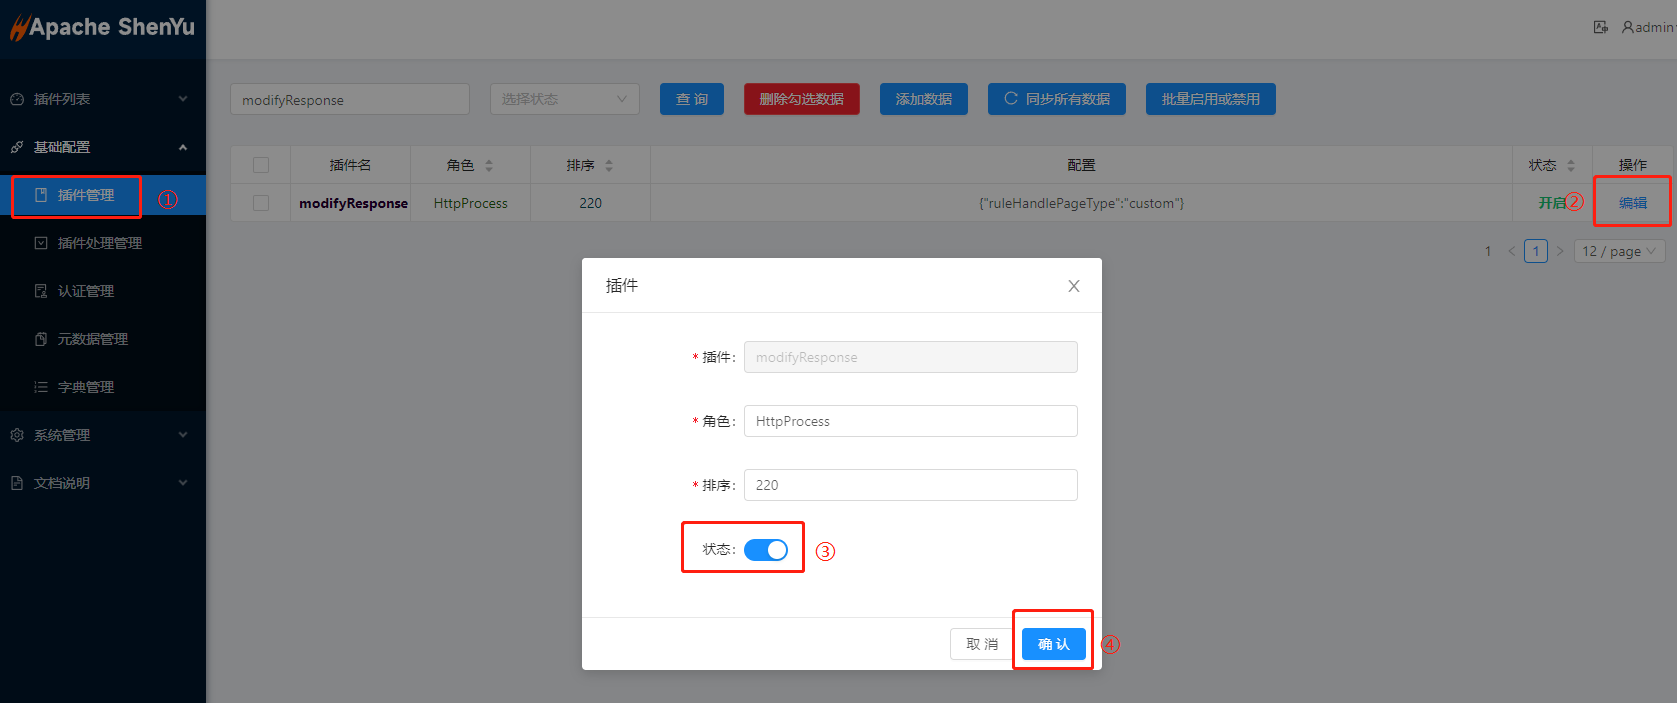 Apache ShenYu
admin
插件列表
基础配置
插件管理 ①
插件处理管理
认证管理
元数据管理
字典管理
系统管理
文档说明
modifyResponse 选择状态 查 询 删除勾选数据 添加数据 同步所有数据 批量启用或禁用
插件名 角色 排序 配置 状态 操作
modifyResponse HttpProcess 220 {"ruleHandlePageType":"custom"} 开启 ② 编辑
1 < 1 > 12 / page
插件
* 插件: modifyResponse
* 角色: HttpProcess
* 排序: 220
状态: ③
取 消 确 认 ④